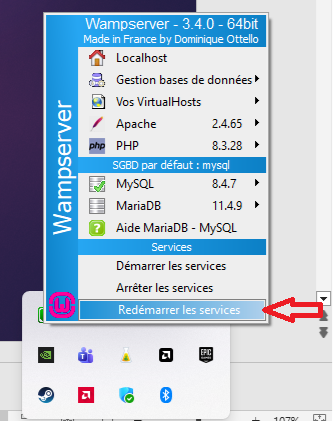 Wampserver - 3.4.0 - 64bit
Made in France by Dominique Ottello
Wampserver
Localhost
Gestion bases de données
Vos VirtualHosts
Apache 2.4.65
php PHP 8.3.28
SGBD par défaut : mysql
MySQL 8.4.7
MariaDB 11.4.9
Aide MariaDB - MySQL
Services
Démarrer les services
Arrêter les services
Redémarrer les services
EPIC
107%